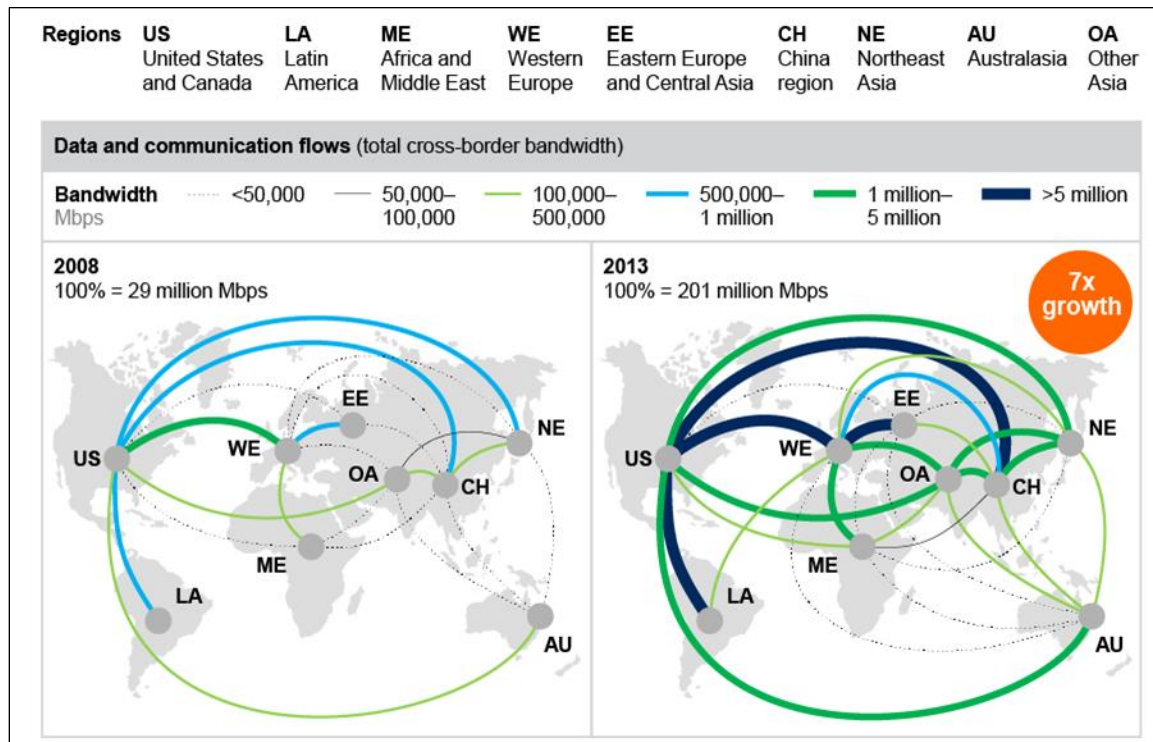 Regions US LA ME WE EE CH NE AU OA
United States Latin Africa and Western Eastern Europe China Northeast Australasia Other
and Canada America Middle East Europe and Central Asia region Asia Asia
Data and communication flows (total cross-border bandwidth)
Bandwidth <50,000 50,000– 100,000– 500,000– 1 million– >5 million
Mbps 100,000 500,000 1 million 5 million
2008
100% = 29 million Mbps
EE
NE
WE
US
OA
CH
ME
LA
AU
2013
100% = 201 million Mbps
7x
growth
EE
NE
WE
US
OA
CH
ME
LA
AU